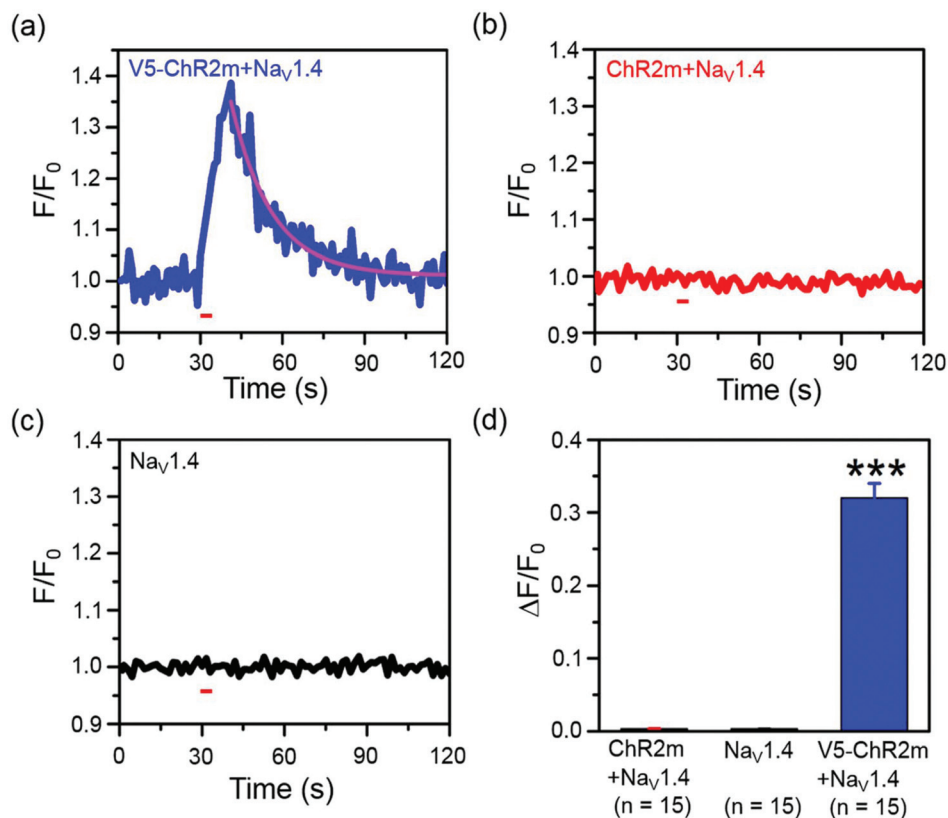 (a)
V5-ChR2m+NaV1.4
1.4
1.3
1.2
1.1
1.0
0.9
F/F0
0 30 60 90 120
Time (s)
(b)
ChR2m+NaV1.4
1.4
1.3
1.2
1.1
1.0
0.9
F/F0
0 30 60 90 120
Time (s)
(c)
NaV1.4
1.4
1.3
1.2
1.1
1.0
0.9
F/F0
0 30 60 90 120
Time (s)
(d)
0.4
0.3
0.2
0.1
0.0
ΔF/F0
***
ChR2m NaV1.4 V5-ChR2m
+NaV1.4 +NaV1.4
(n = 15) (n = 15) (n = 15)